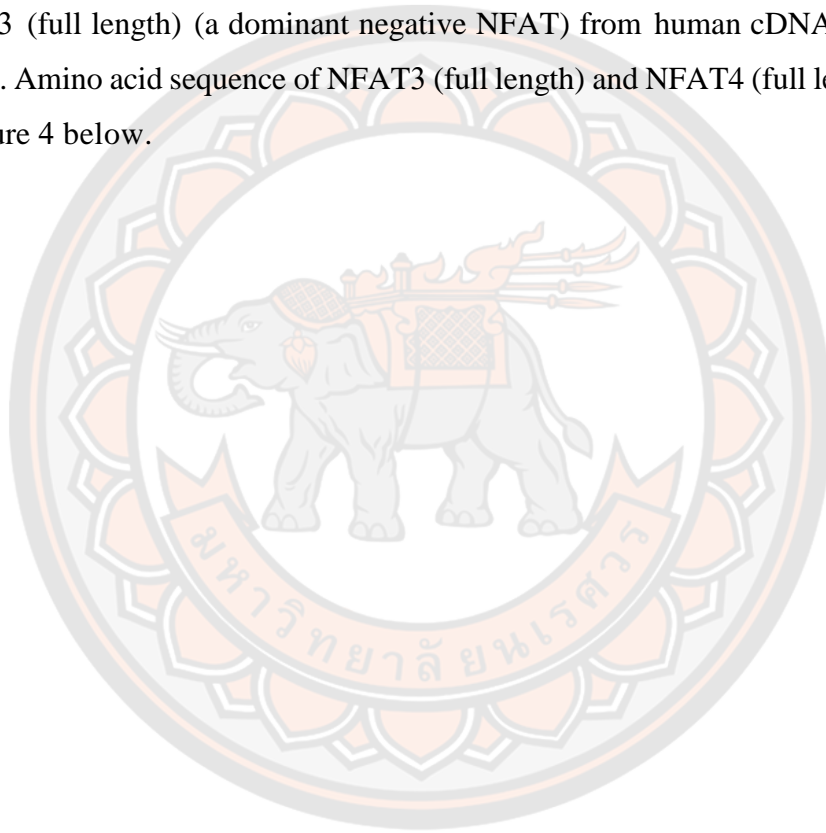 3 (full length) (a dominant negative NFAT) from human cDNA
. Amino acid sequence of NFAT3 (full length) and NFAT4 (full le
ure 4 below.
มหาวิทยาลัยนเรศวร